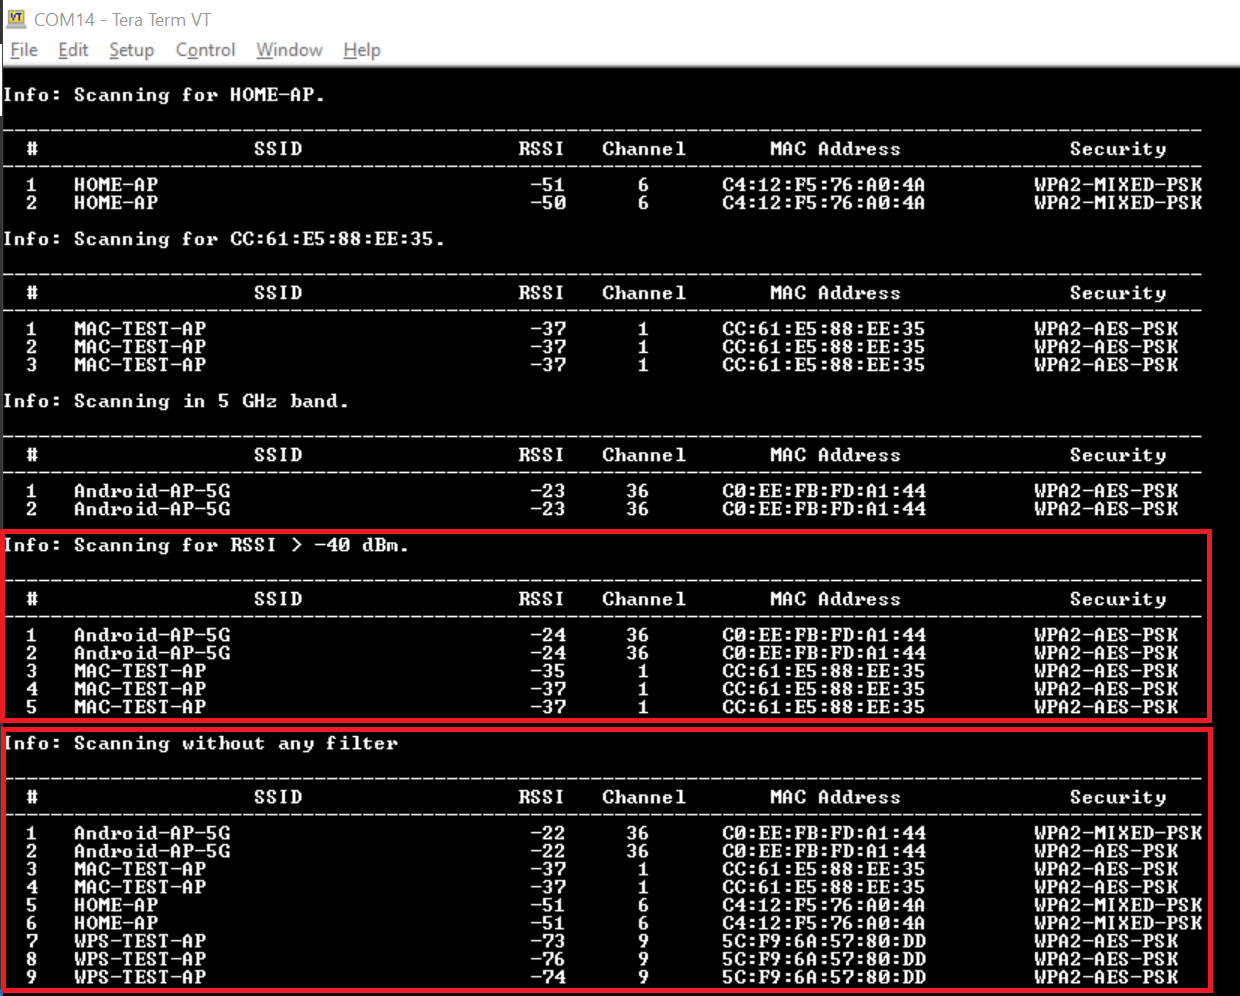 COM14 - Tera Term VT
File Edit Setup Control Window Help
Info: Scanning for HOME-AP.
# SSID RSSI Channel MAC Address Security
1 HOME-AP -51 6 C4:12:F5:76:A0:4A WPA2-MIXED-PSK
2 HOME-AP -50 6 C4:12:F5:76:A0:4A WPA2-MIXED-PSK
Info: Scanning for CC:61:E5:88:EE:35.
# SSID RSSI Channel MAC Address Security
1 MAC-TEST-AP -37 1 CC:61:E5:88:EE:35 WPA2-AES-PSK
2 MAC-TEST-AP -37 1 CC:61:E5:88:EE:35 WPA2-AES-PSK
3 MAC-TEST-AP -37 1 CC:61:E5:88:EE:35 WPA2-AES-PSK
Info: Scanning in 5 GHz band.
# SSID RSSI Channel MAC Address Security
1 Android-AP-5G -23 36 C0:EE:FB:FD:A1:44 WPA2-AES-PSK
2 Android-AP-5G -23 36 C0:EE:FB:FD:A1:44 WPA2-AES-PSK
Info: Scanning for RSSI > -40 dBm.
# SSID RSSI Channel MAC Address Security
1 Android-AP-5G -24 36 C0:EE:FB:FD:A1:44 WPA2-AES-PSK
2 Android-AP-5G -24 36 C0:EE:FB:FD:A1:44 WPA2-AES-PSK
3 MAC-TEST-AP -35 1 CC:61:E5:88:EE:35 WPA2-AES-PSK
4 MAC-TEST-AP -37 1 CC:61:E5:88:EE:35 WPA2-AES-PSK
5 MAC-TEST-AP -37 1 CC:61:E5:88:EE:35 WPA2-AES-PSK
Info: Scanning without any filter
# SSID RSSI Channel MAC Address Security
1 Android-AP-5G -22 36 C0:EE:FB:FD:A1:44 WPA2-MIXED-PSK
2 Android-AP-5G -22 36 C0:EE:FB:FD:A1:44 WPA2-AES-PSK
3 MAC-TEST-AP -37 1 CC:61:E5:88:EE:35 WPA2-AES-PSK
4 MAC-TEST-AP -37 1 CC:61:E5:88:EE:35 WPA2-AES-PSK
5 HOME-AP -51 6 C4:12:F5:76:A0:4A WPA2-MIXED-PSK
6 HOME-AP -51 6 C4:12:F5:76:A0:4A WPA2-MIXED-PSK
7 WPS-TEST-AP -73 9 5C:F9:6A:57:80:DD WPA2-AES-PSK
8 WPS-TEST-AP -76 9 5C:F9:6A:57:80:DD WPA2-AES-PSK
9 WPS-TEST-AP -74 9 5C:F9:6A:57:80:DD WPA2-AES-PSK